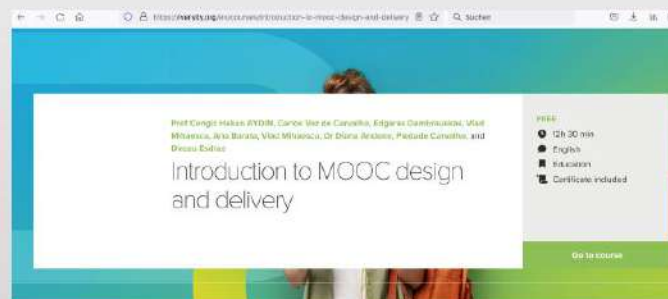 Suchen
Prof Cengiz Hakan AYDIN, Carlos Vaz de Carvalho, Edgaras Dambrauskas, Vlad
Mihaescu, Ana Barata, Vlad Mihaescu, Dr Diana Andone, Piedade Carvalho, and
Introduction to MOOC design
and delivery
FREE
12h 30 min
English
Education
Certificate included
Go to course